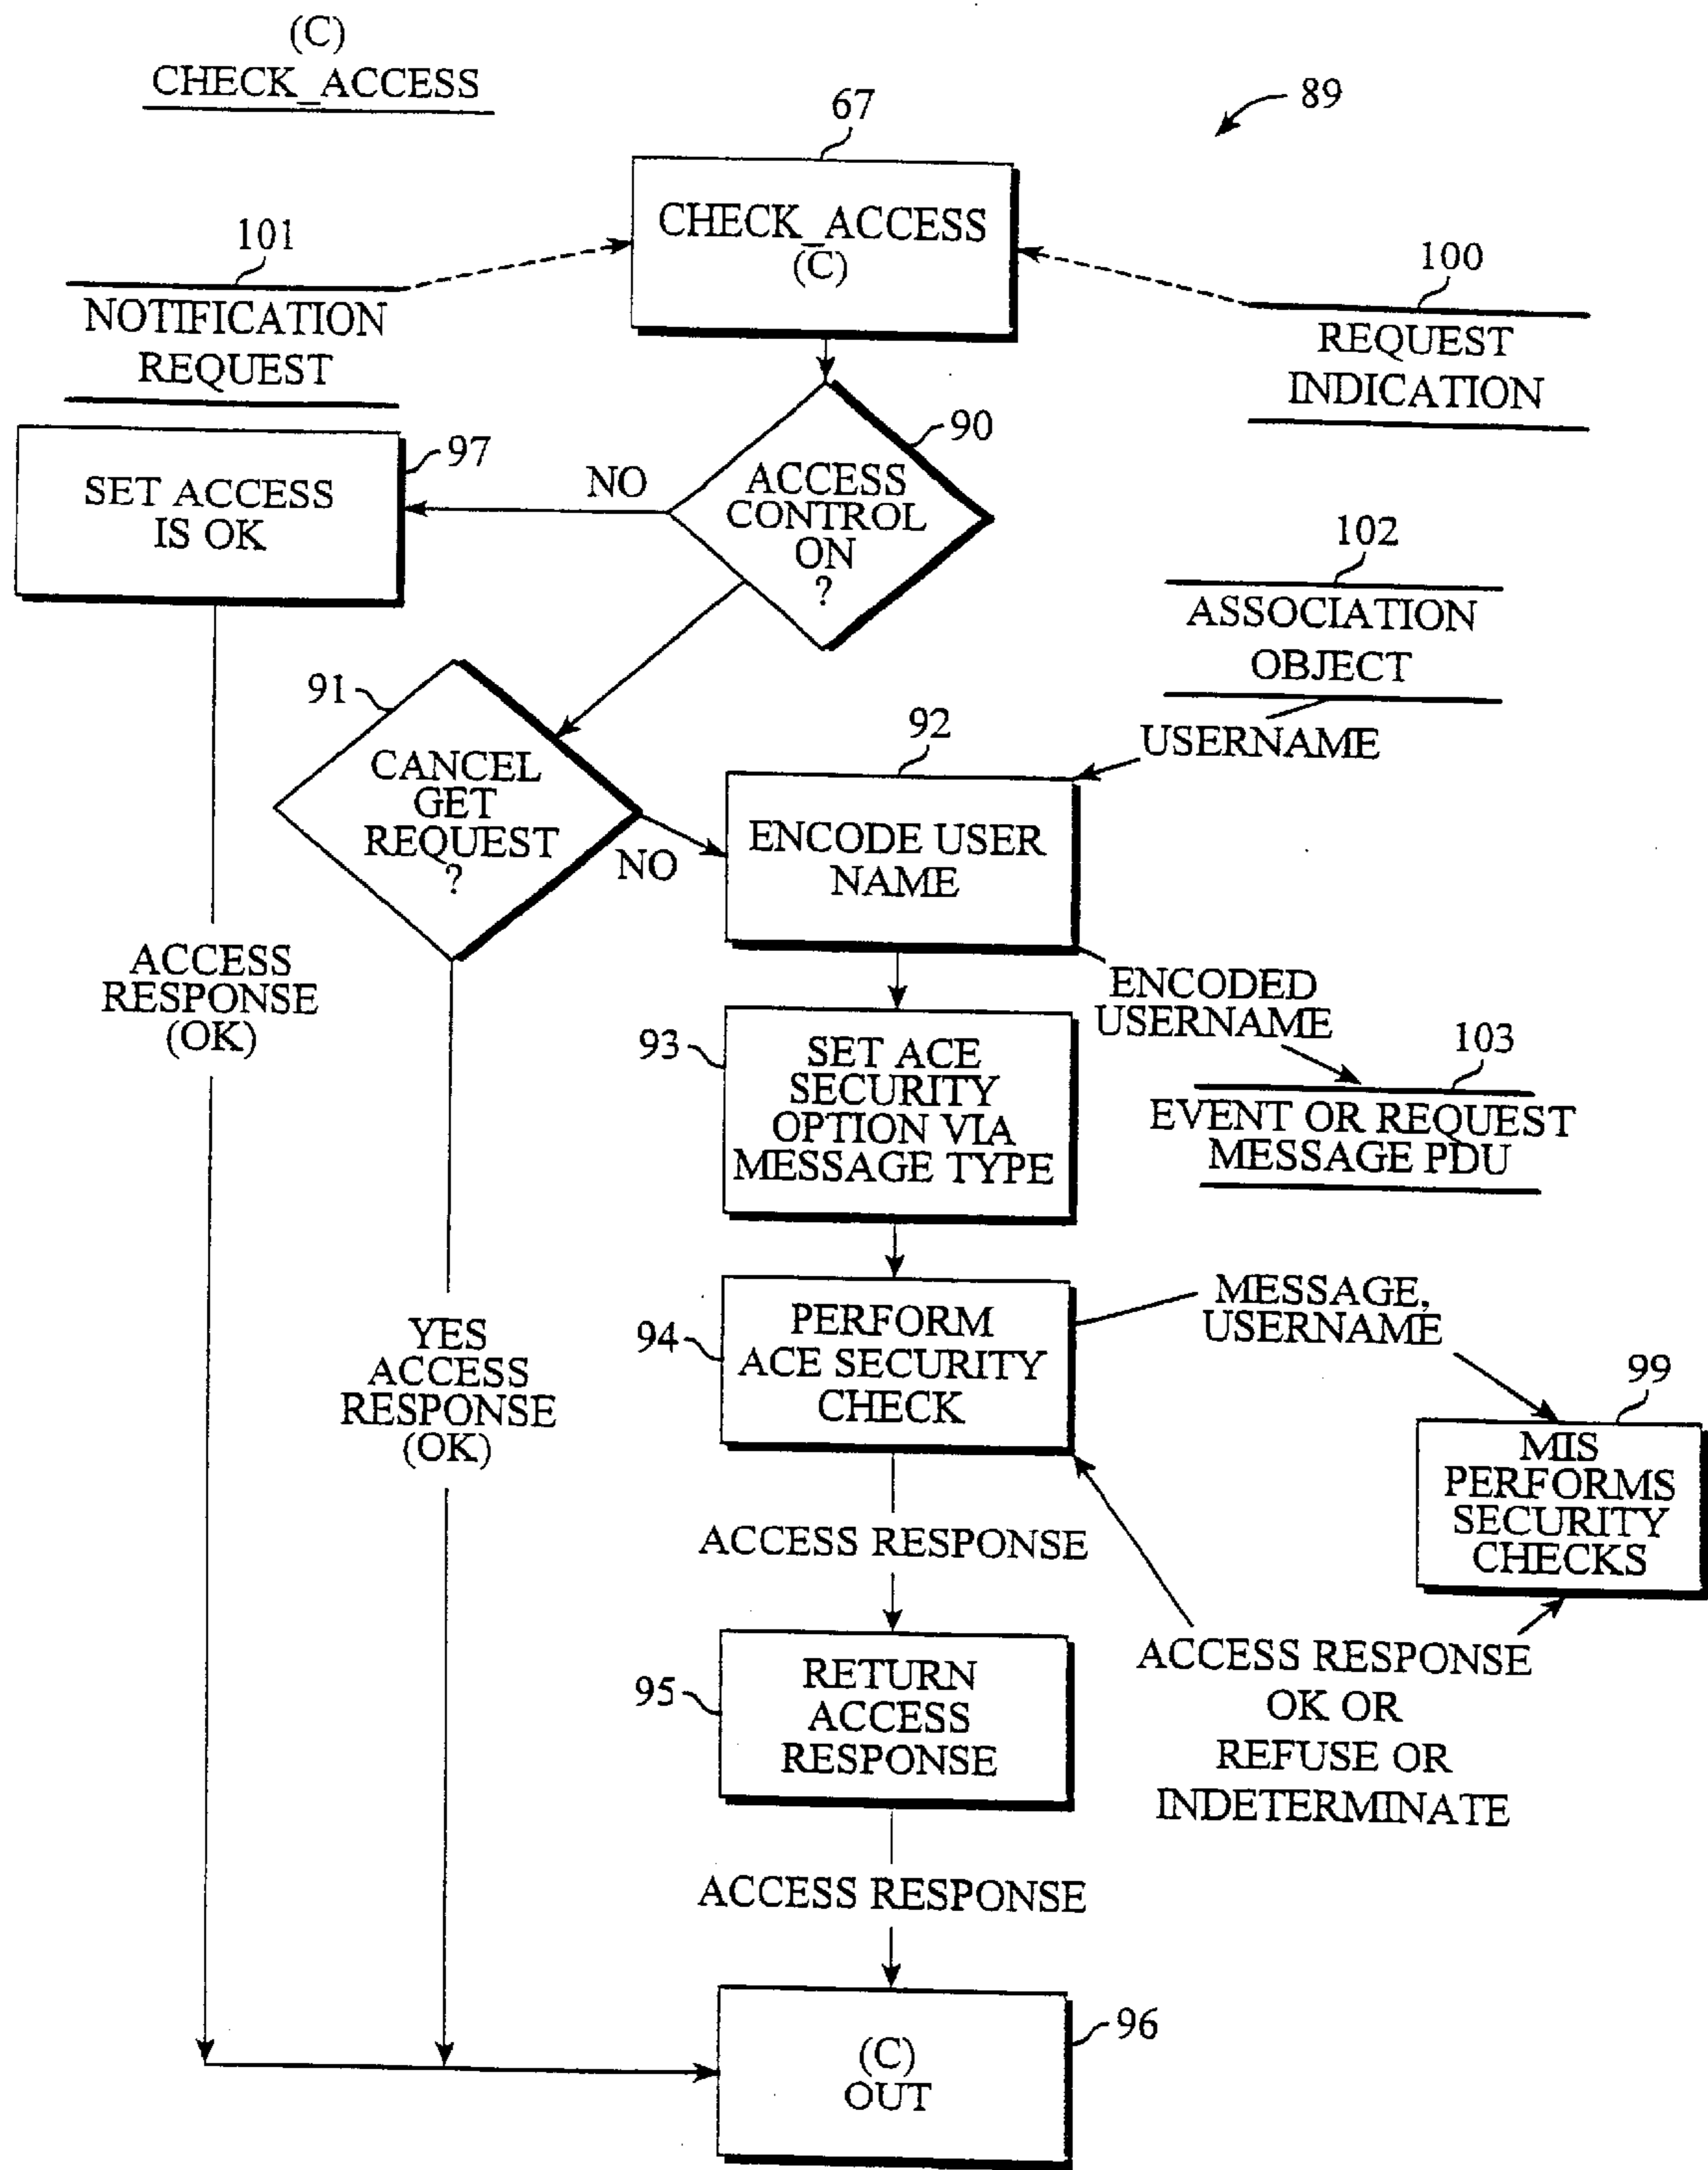 (C)
CHECK_ACCESS
89
67
CHECK_ACCESS
(C)
101
NOTIFICATION
REQUEST
100
REQUEST
INDICATION
97
SET ACCESS
IS OK
NO
90
ACCESS
CONTROL
ON
?
102
ASSOCIATION
OBJECT
USERNAME
91
CANCEL
GET
REQUEST
?
NO
92
ENCODE USER
NAME
ACCESS
RESPONSE
(OK)
ENCODED
USERNAME
93
SET ACE
SECURITY
OPTION VIA
MESSAGE TYPE
103
EVENT OR REQUEST
MESSAGE PDU
YES
ACCESS
RESPONSE
(OK)
94
PERFORM
ACE SECURITY
CHECK
MESSAGE,
USERNAME
99
MIS
PERFORMS
SECURITY
CHECKS
ACCESS RESPONSE
95
RETURN
ACCESS
RESPONSE
ACCESS RESPONSE
OK OR
REFUSE OR
INDETERMINATE
ACCESS RESPONSE
96
(C)
OUT